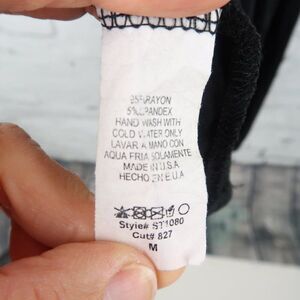 95%RAYON
5%SPANDEX
HAND WASH WITH
COLD WATER ONLY
LAVAR A MANO CON
AQUA FRIA SOLAMENTE
MADE IN U.S.A
HECHO EN E.U.A
Style# ST1080
Cut# 827
M